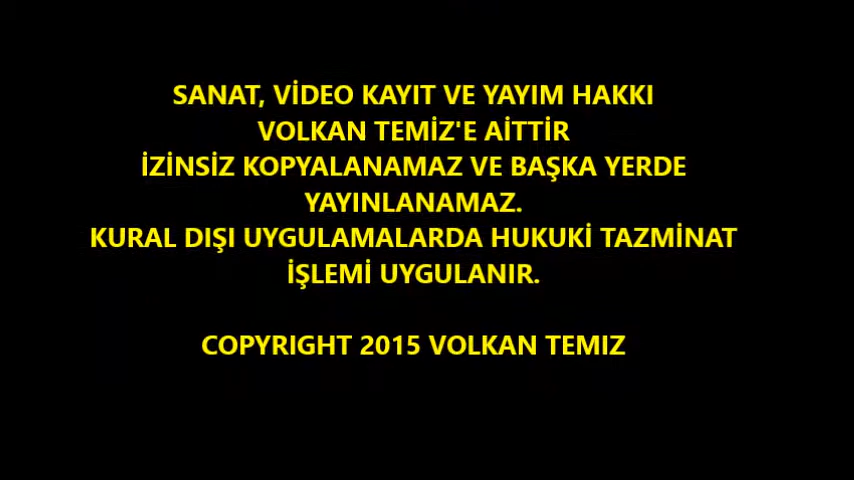 SANAT, VİDEO KAYIT VE YAYIM HAKKI
VOLKAN TEMİZ'E AİTTİR
İZİNSİZ KOPYALANAMAZ VE BAŞKA YERDE
YAYINLANAMAZ.
KURAL DIŞI UYGULAMALARDA HUKUKİ TAZMİNAT
İŞLEMİ UYGULANIR.
COPYRIGHT 2015 VOLKAN TEMIZ